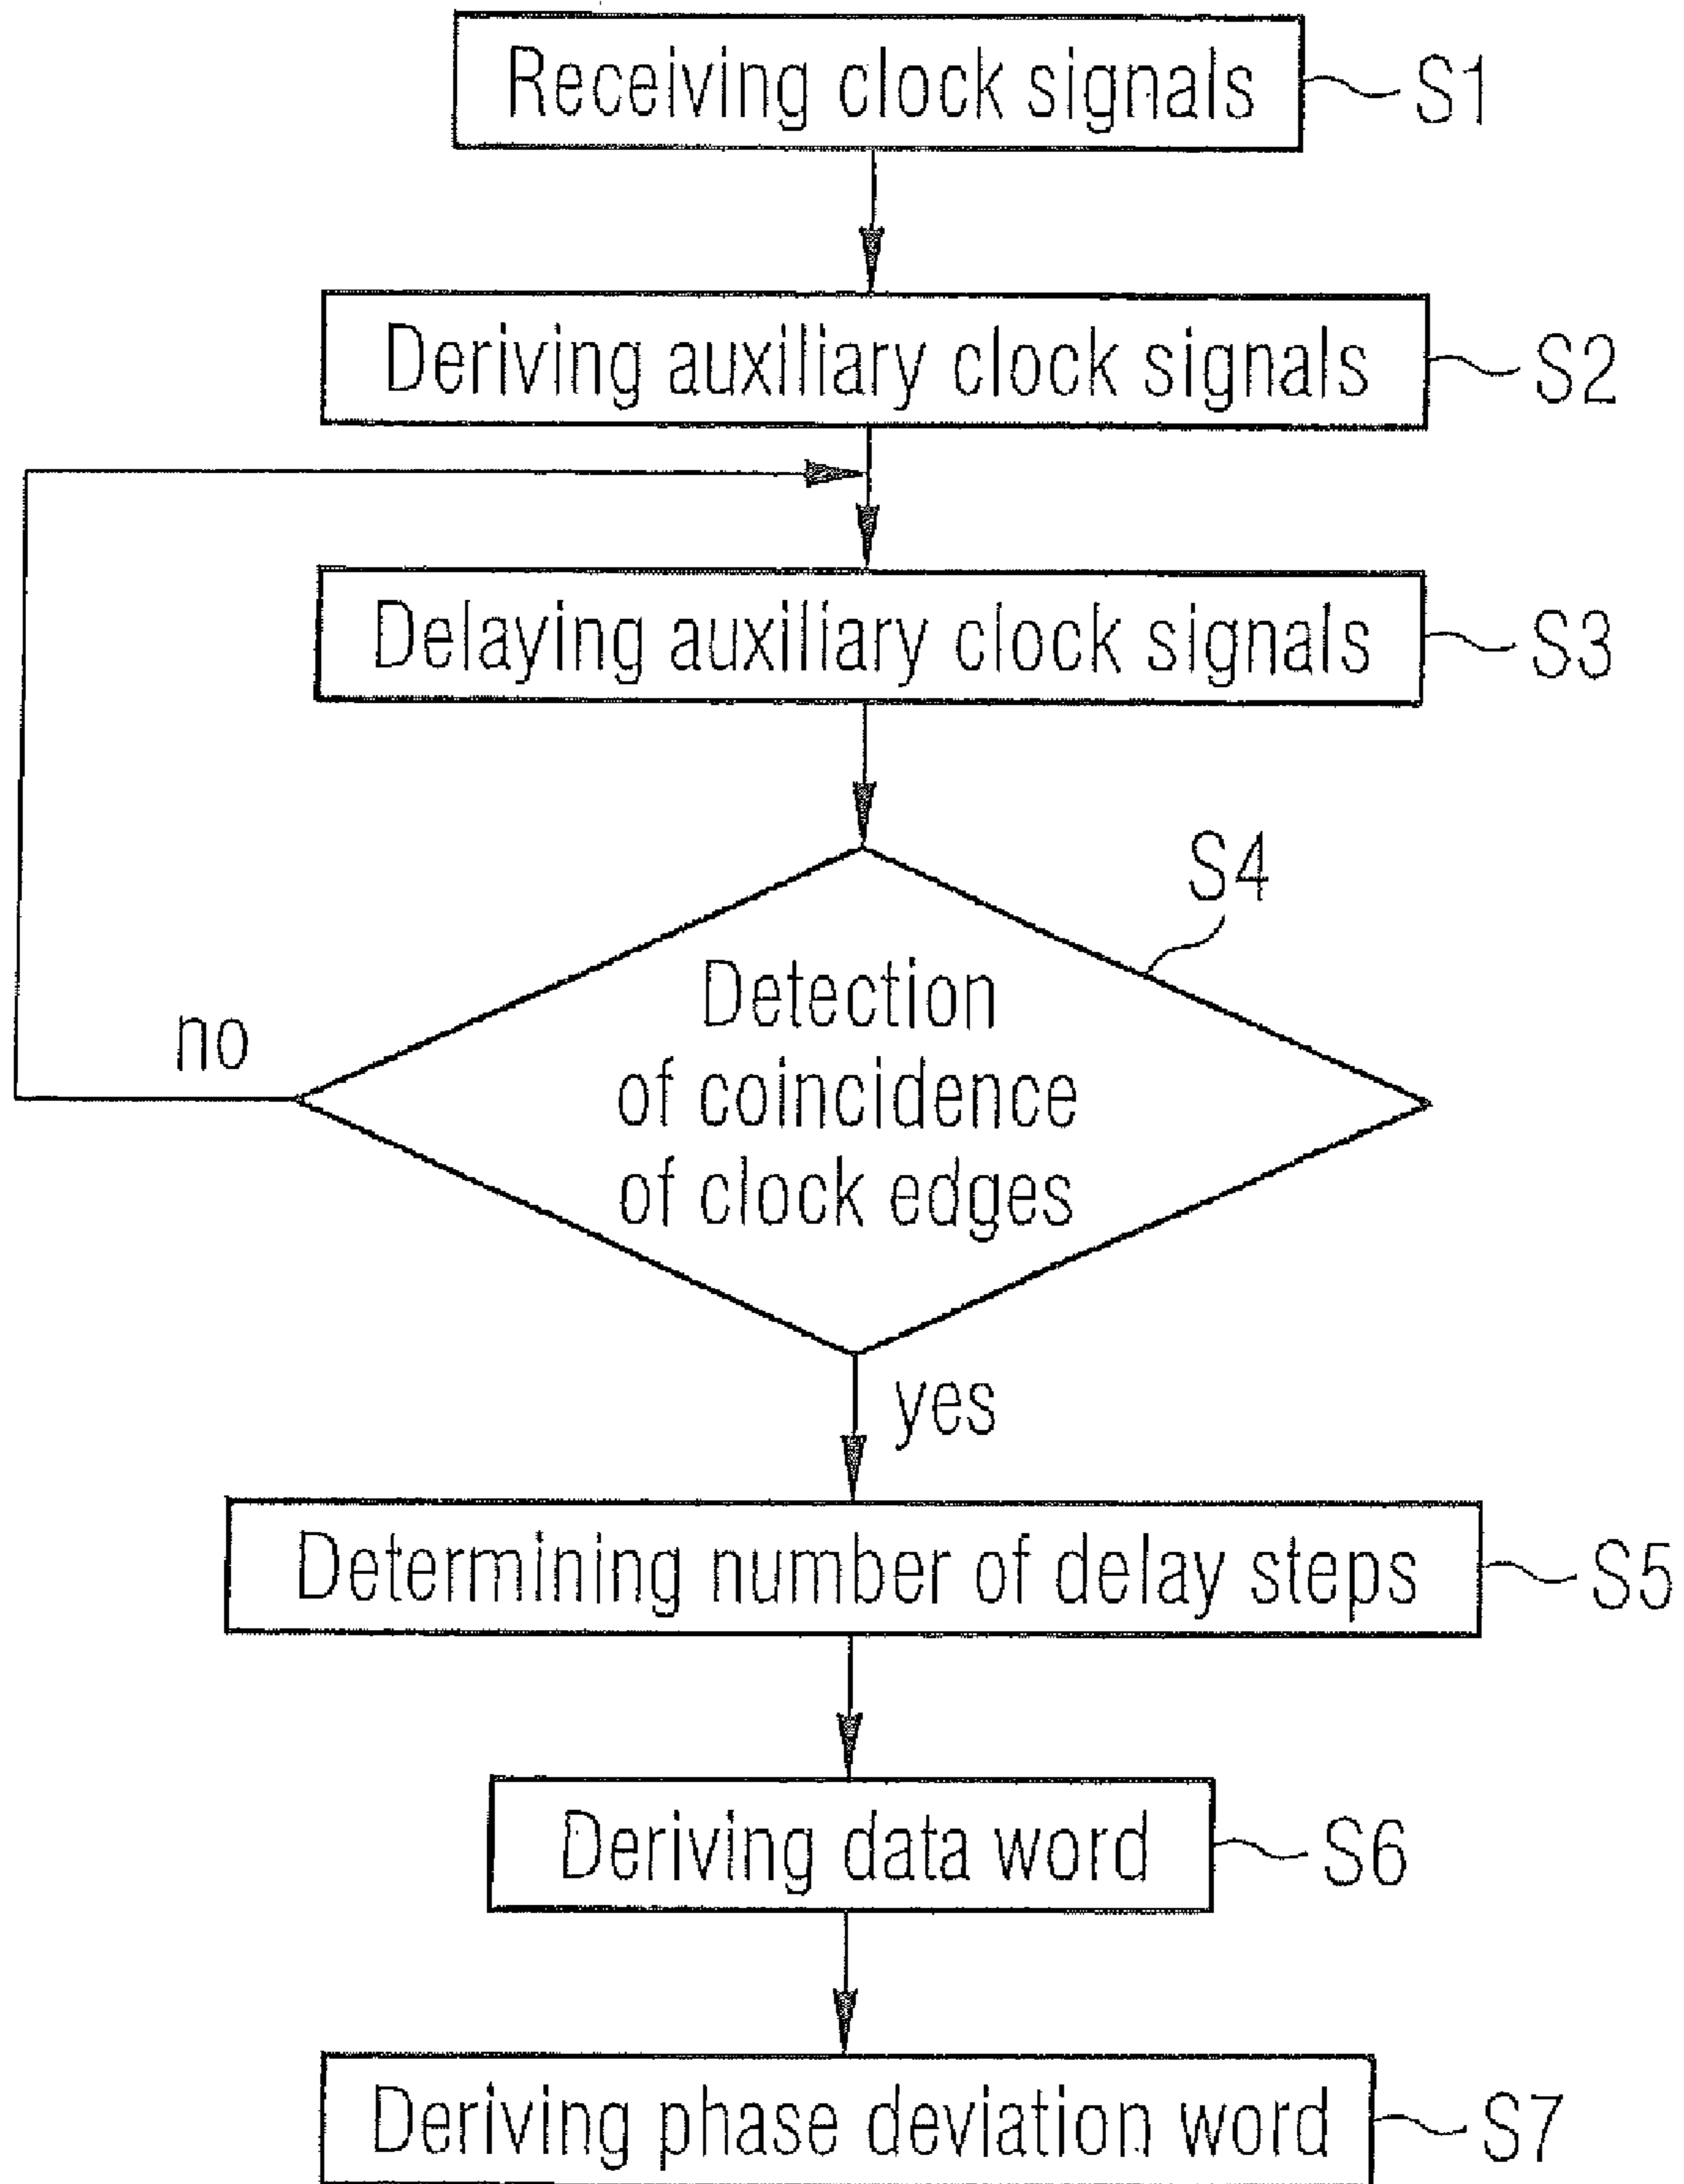 Receiving clock signals S1
Deriving auxiliary clock signals S2
Delaying auxiliary clock signals S3
S4
Detection
of coincidence
of clock edges
no
yes
Determining number of delay steps S5
Deriving data word S6
Deriving phase deviation word S7